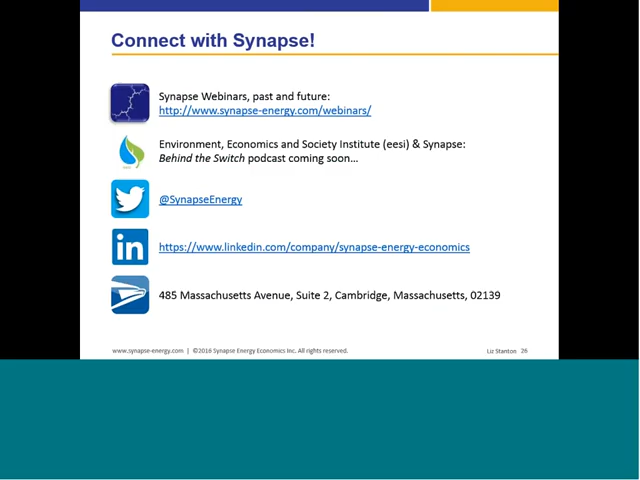 Connect with Synapse!
Synapse Webinars, past and future:
http://www.synapse-energy.com/webinars/
Environment, Economics and Society Institute (eesi) & Synapse:
Behind the Switch podcast coming soon...
@SynapseEnergy
in
https://www.linkedin.com/company/synapse-energy-economics
485 Massachusetts Avenue, Suite 2, Cambridge, Massachusetts, 02139
www.synapse-energy.com | ©2016 Synapse Energy Economics Inc. All rights reserved.
Liz Stanton 26